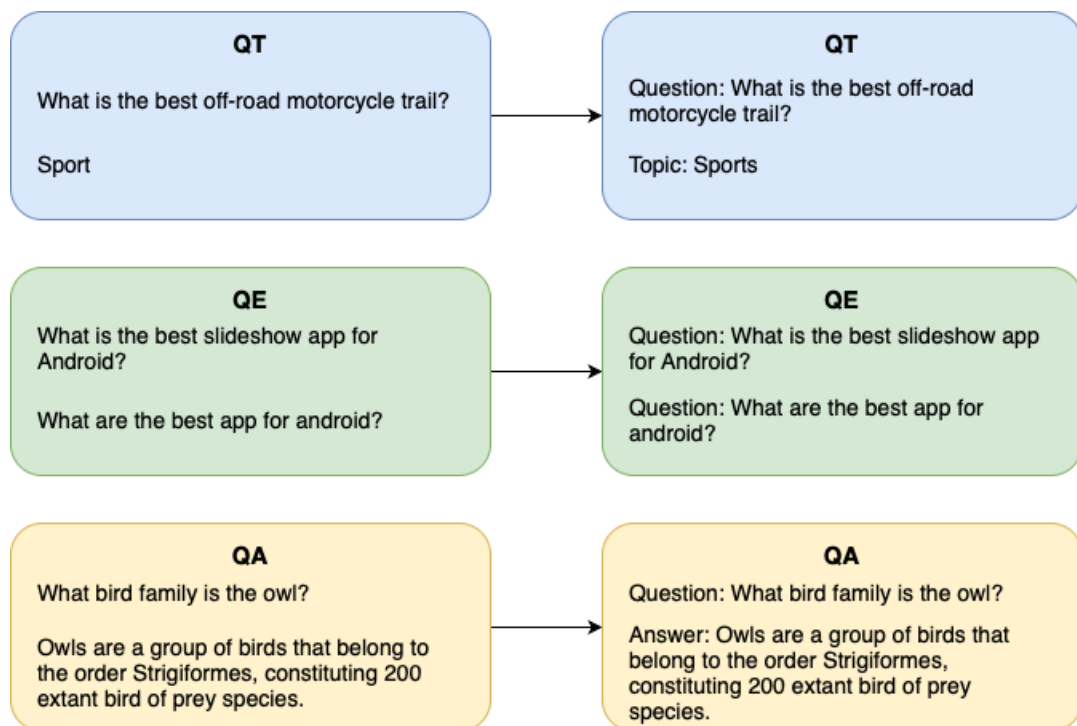 QT
What is the best off-road motorcycle trail?
Sport
QT
Question: What is the best off-road
motorcycle trail?
Topic: Sports
QE
What is the best slideshow app for
Android?
What are the best app for android?
QE
Question: What is the best slideshow app
for Android?
Question: What are the best app for
android?
QA
What bird family is the owl?
Owls are a group of birds that belong to
the order Strigiformes, constituting 200
extant bird of prey species.
QA
Question: What bird family is the owl?
Answer: Owls are a group of birds that
belong to the order Strigiformes,
constituting 200 extant bird of prey
species.